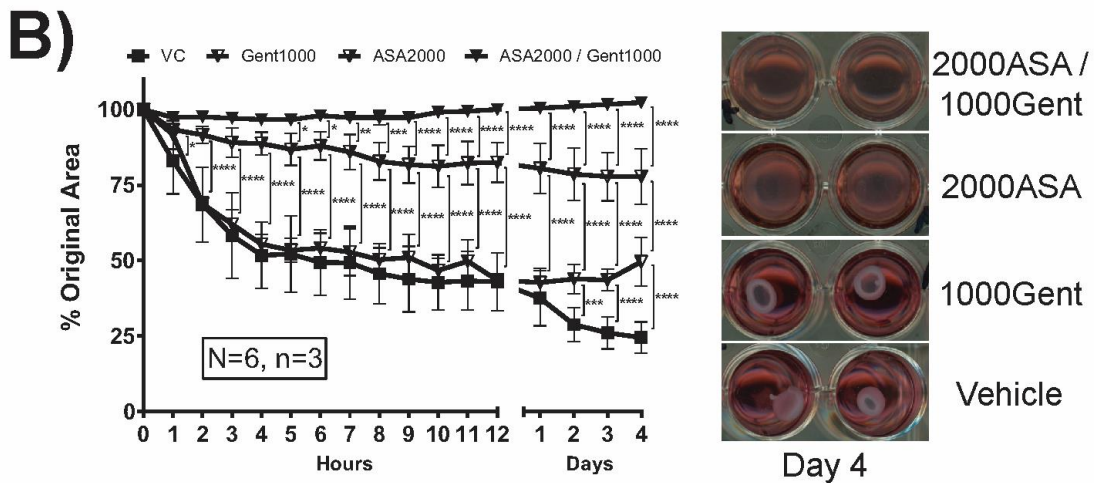 B)
VC Gent1000 ASA2000 ASA2000 / Gent1000
% Original Area
100
75
50
25
0
* * ** *** **** **** **** **** **** **** **** ****
* **** **** **** **** **** **** **** **** **** **** **** **** **** **** ****
*** **** ****
N=6, n=3
0 1 2 3 4 5 6 7 8 9 10 11 12 1 2 3 4
Hours Days
2000ASA /
1000Gent
2000ASA
1000Gent
Vehicle
Day 4